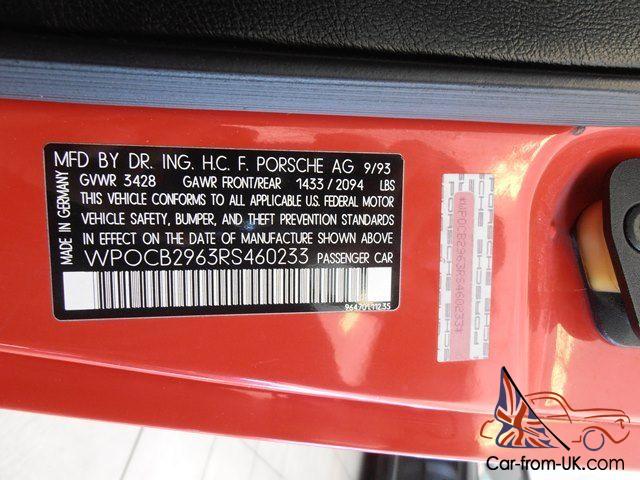 MFD BY DR. ING. H.C. F. PORSCHE AG 9/93
GVWR 3428 GAWR FRONT/REAR 1433/2094 LBS
THIS VEHICLE CONFORMS TO ALL APPLICABLE U.S. FEDERAL MOTOR
VEHICLE SAFETY, BUMPER, AND THEFT PREVENTION STANDARDS
IN EFFECT ON THE DATE OF MANUFACTURE SHOWN ABOVE.
WPOCB2963RS460233 PASSENGER CAR
MADE IN GERMANY
*WPOCB2963RS460233*
Car-from-UK.com